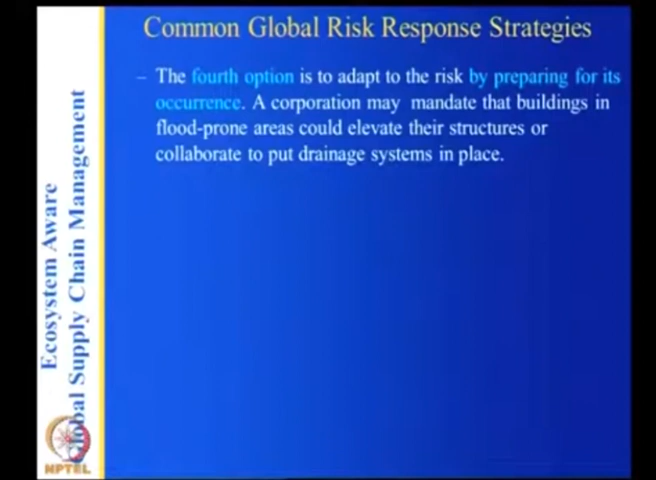 Common Global Risk Response Strategies
– The fourth option is to adapt to the risk by preparing for its
occurrence. A corporation may mandate that buildings in
flood-prone areas could elevate their structures or
collaborate to put drainage systems in place.
Ecosystem Aware
Global Supply Chain Management
NPTEL